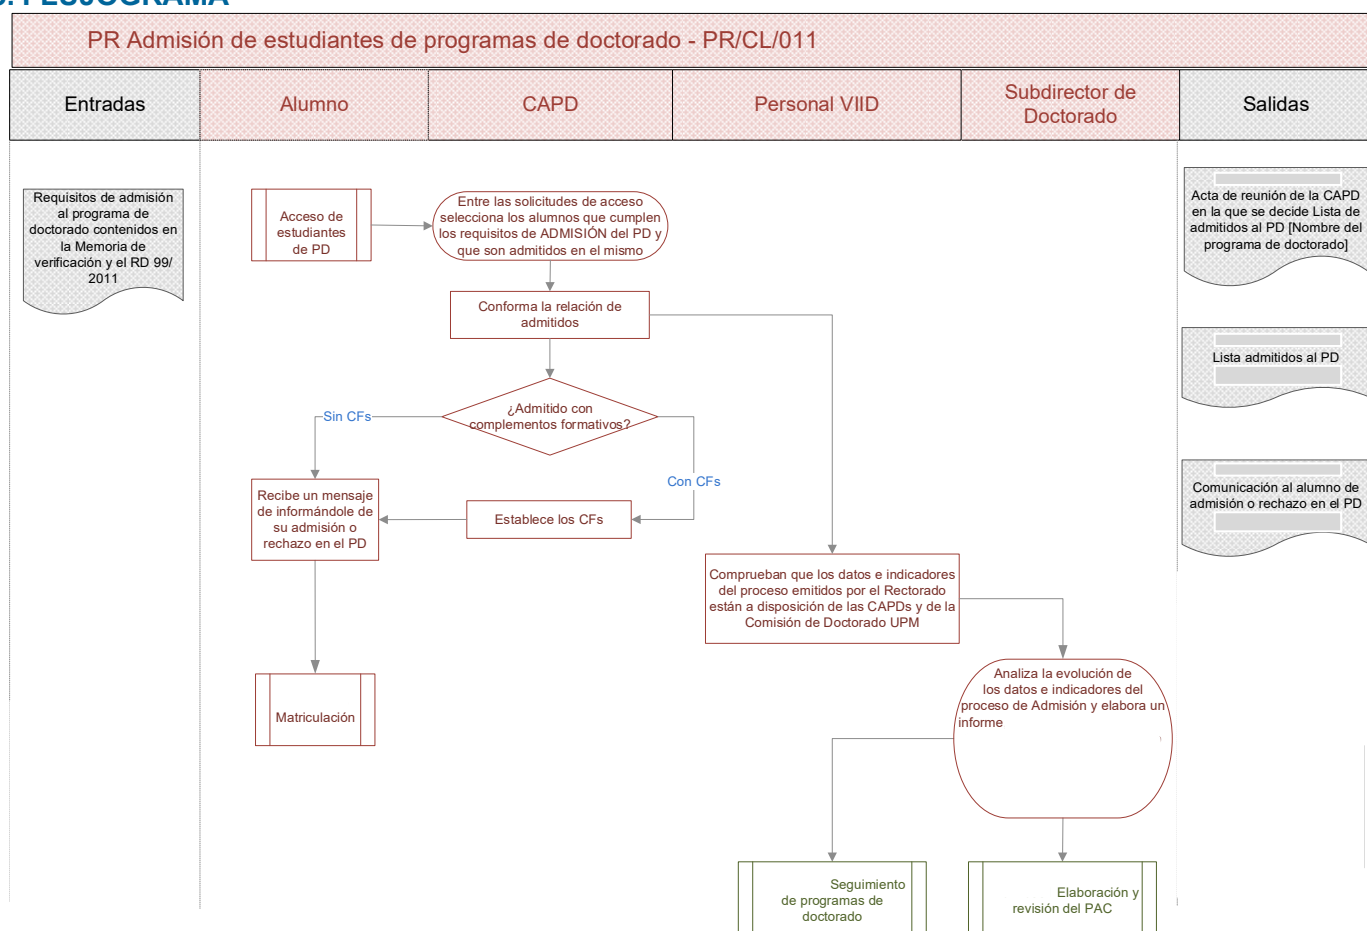 FLUJOGRAMA
PR Admisión de estudiantes de programas de doctorado - PR/CL/011
Entradas
Alumno
CAPD
Personal VIID
Subdirector de
Doctorado
Salidas
Requisitos de admisión
al programa de
doctorado contenidos en
la Memoria de
verificación y el RD 99/
2011
Acceso de
estudiantes
de PD
Entre las solicitudes de acceso
selecciona los alumnos que cumplen
los requisitos de ADMISIÓN del PD y
que son admitidos en el mismo
Acta de reunión de la CAPD
en la que se decide Lista de
admitidos al PD [Nombre del
programa de doctorado]
Conforma la relación de
admitidos
Lista admitidos al PD
¿Admitido con
complementos formativos?
Sin CFs
Con CFs
Recibe un mensaje
de informándole de
su admisión o
rechazo en el PD
Establece los CFs
Comunicación al alumno de
admisión o rechazo en el PD
Comprueban que los datos e indicadores
del proceso emitidos por el Rectorado
están a disposición de las CAPDs y de la
Comisión de Doctorado UPM
Matriculación
Analiza la evolución de
los datos e indicadores del
proceso de Admisión y elabora un
informe
Seguimiento
de programas de
doctorado
Elaboración y
revisión del PAC